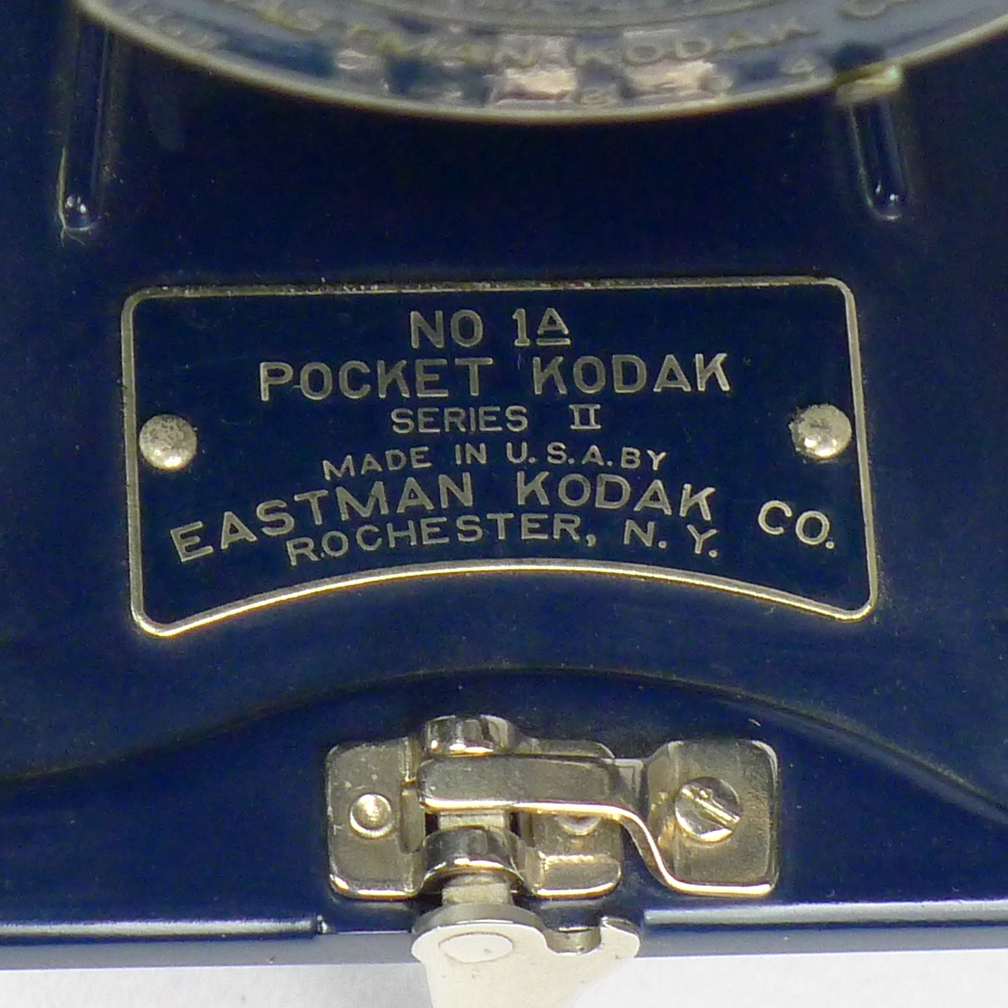 EASTMAN KODAK
NO 1A
POCKET KODAK
SERIES II
MADE IN U.S.A. BY
EASTMAN KODAK CO.
ROCHESTER, N.Y.